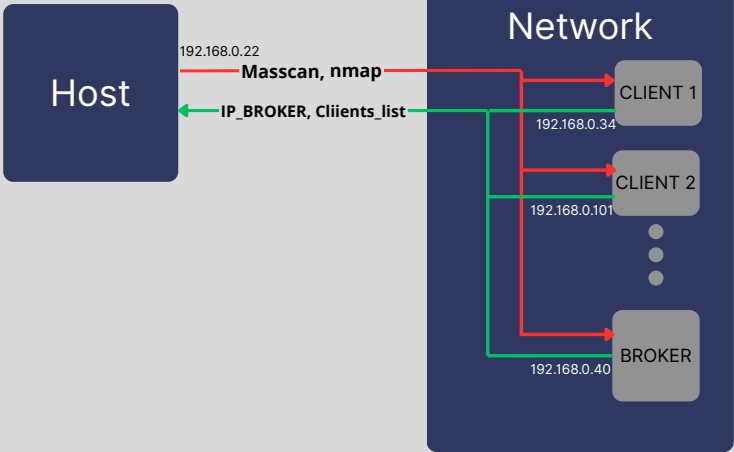 Network
192.168.0.22
Host
Masscan, nmap
CLIENT 1
IP_BROKER, Cliients_list
192.168.0.34
CLIENT 2
192.168.0.101
BROKER
192.168.0.40